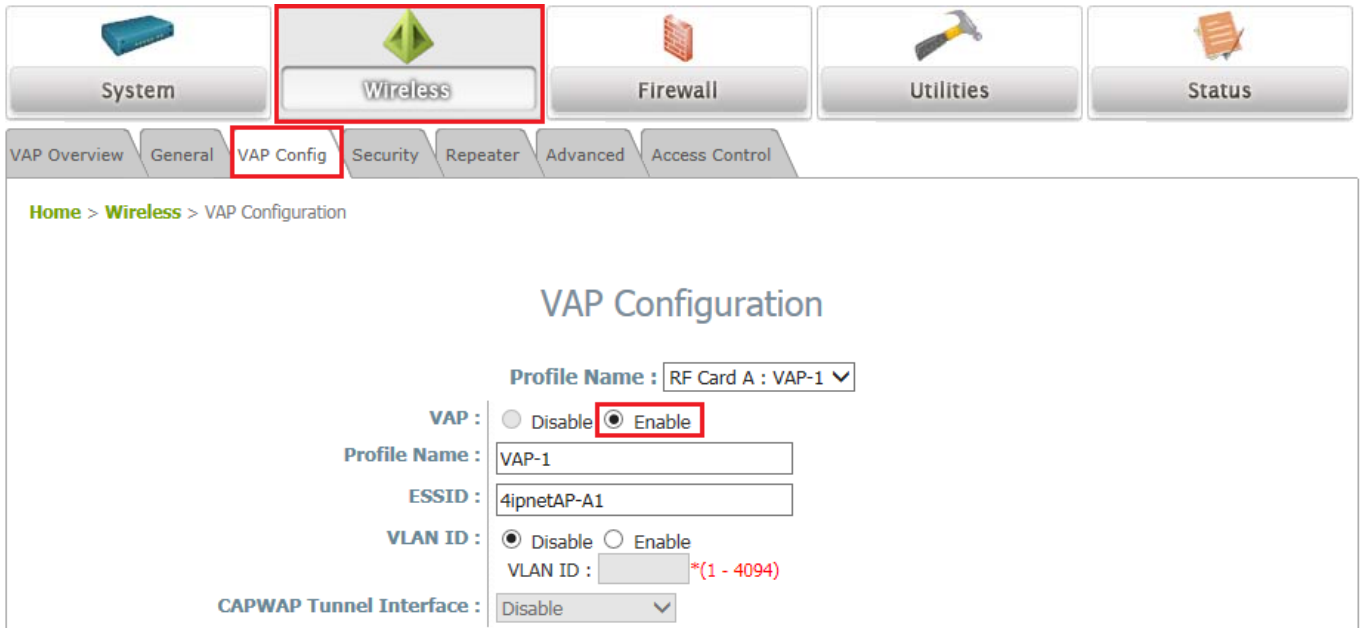 System Wireless Firewall Utilities Status
VAP Overview General VAP Config Security Repeater Advanced Access Control
Home > Wireless > VAP Configuration
VAP Configuration
Profile Name : RF Card A : VAP-1
VAP : Disable Enable
Profile Name : VAP-1
ESSID : 4ipnetAP-A1
VLAN ID : Disable Enable
VLAN ID : *(1 - 4094)
CAPWAP Tunnel Interface : Disable